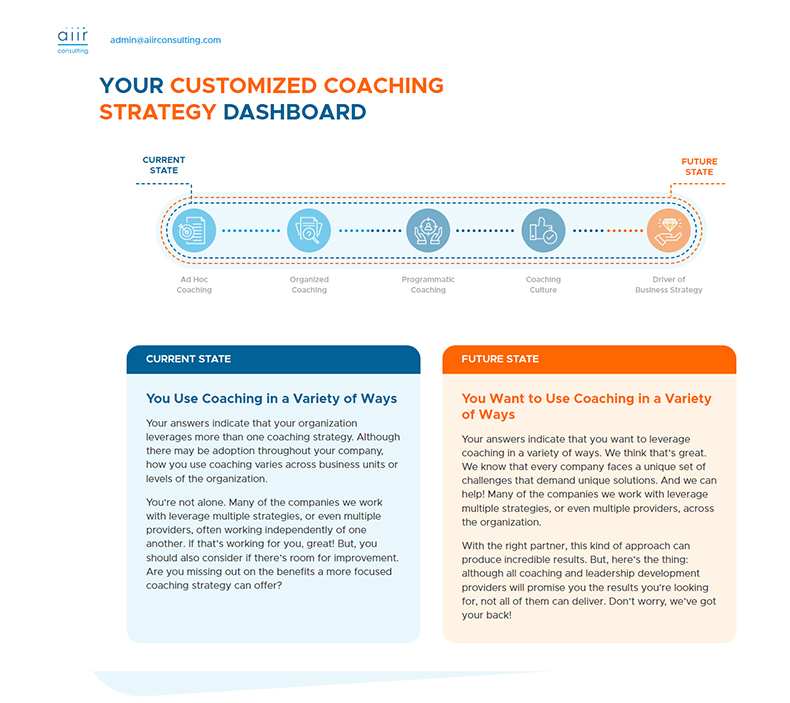 aiir
consulting
admin@aiirconsulting.com
YOUR CUSTOMIZED COACHING
STRATEGY DASHBOARD
CURRENT
STATE
FUTURE
STATE
Ad Hoc
Coaching
Organized
Coaching
Programmatic
Coaching
Coaching
Culture
Driver of
Business Strategy
CURRENT STATE
You Use Coaching in a Variety of Ways
Your answers indicate that your organization
leverages more than one coaching strategy. Although
there may be adoption throughout your company,
how you use coaching varies across business units or
levels of the organization.
You're not alone. Many of the companies we work
with leverage multiple strategies, or even multiple
providers, often working independently of one
another. If that's working for you, great! But, you
should also consider if there's room for improvement.
Are you missing out on the benefits a more focused
coaching strategy can offer?
FUTURE STATE
You Want to Use Coaching in a Variety
of Ways
Your answers indicate that you want to leverage
coaching in a variety of ways. We think that's great.
We know that every company faces a unique set of
challenges that demand unique solutions. And we can
help! Many of the companies we work with leverage
multiple strategies, or even multiple providers, across
the organization.
With the right partner, this kind of approach can
produce incredible results. But, here's the thing:
although all coaching and leadership development
providers will promise you the results you're looking
for, not all of them can deliver. Don't worry, we've got
your back!